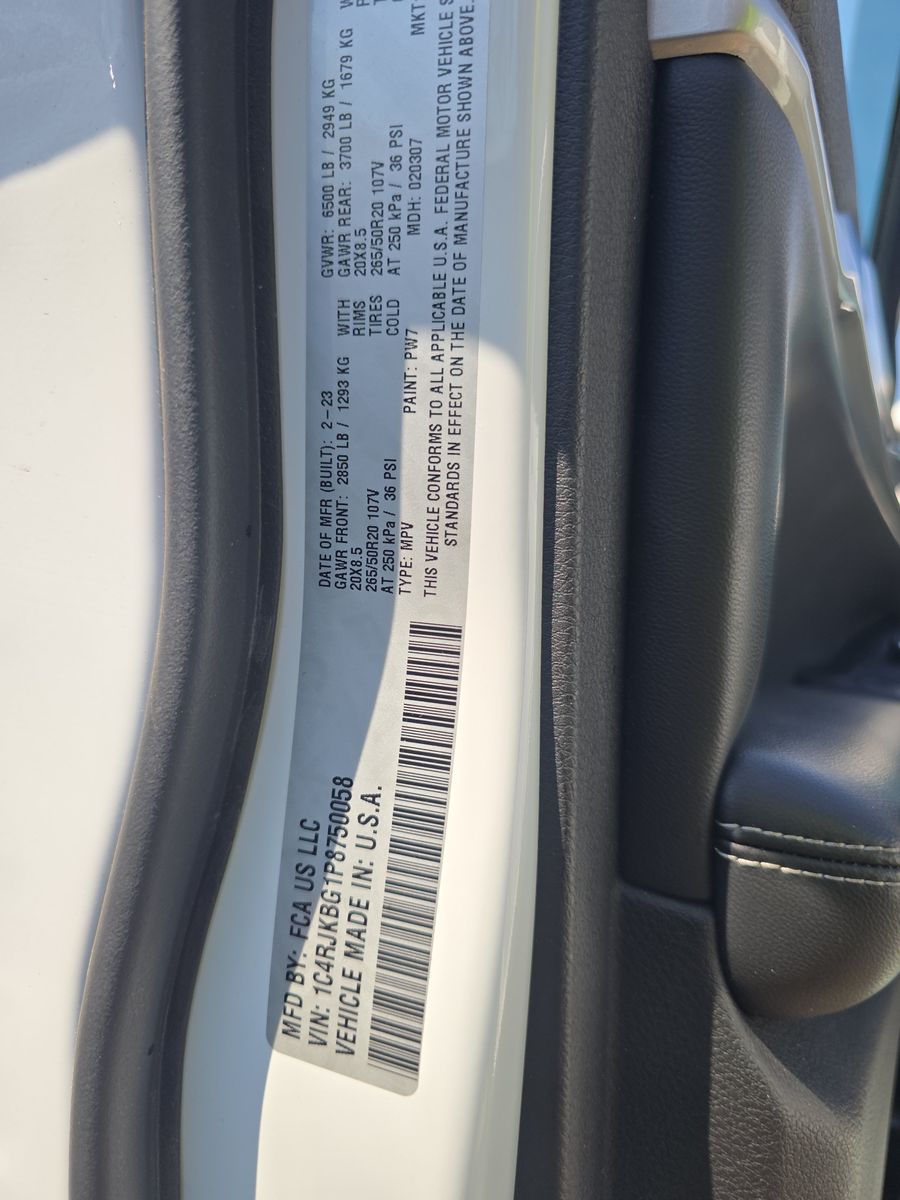 MFD BY: FCA US LLC
VIN: 1C4RJKBG1P8750058
VEHICLE MADE IN: U.S.A.
DATE OF MFR (BUILT): 2-23 GVWR: 6500 LB / 2949 KG
GAWR FRONT: 2850 LB / 1293 KG WITH GAWR REAR: 3700 LB / 1679 KG W
20X8.5 RIMS 20X8.5
265/50R20 107V TIRES 265/50R20 107V
AT 250 kPa / 36 PSI COLD AT 250 kPa / 36 PSI
TYPE: MPV PAINT: PW7 MDH: 020307 MKT
THIS VEHICLE CONFORMS TO ALL APPLICABLE U.S.A. FEDERAL MOTOR VEHICLE S
STANDARDS IN EFFECT ON THE DATE OF MANUFACTURE SHOWN ABOVE.